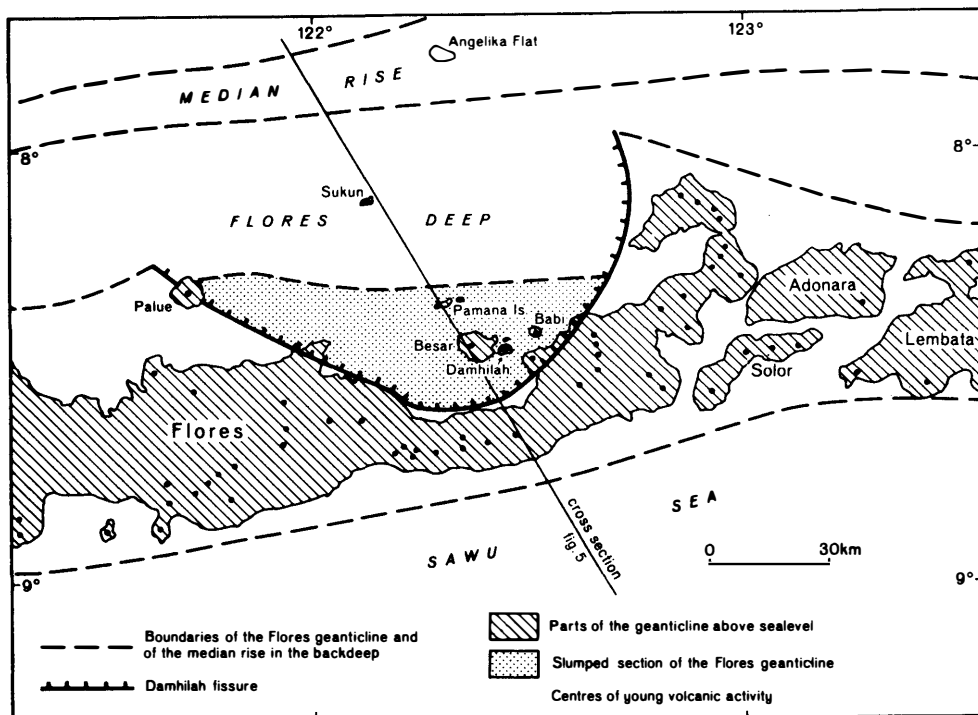 122°
123°
Angelika Flat
MEDIAN RISE
8°
8°
Sukun
FLORES DEEP
Palue
Pamana Is.
Babi
Adonara
Besar
Damhilah
Lembata
Solor
Flores
SEA
SAWU
cross section
fig. 5
0 30km
9°
9°
Boundaries of the Flores geanticline and
of the median rise in the backdeep
Damhilah fissure
Parts of the geanticline above sealevel
Slumped section of the Flores geanticline
Centres of young volcanic activity